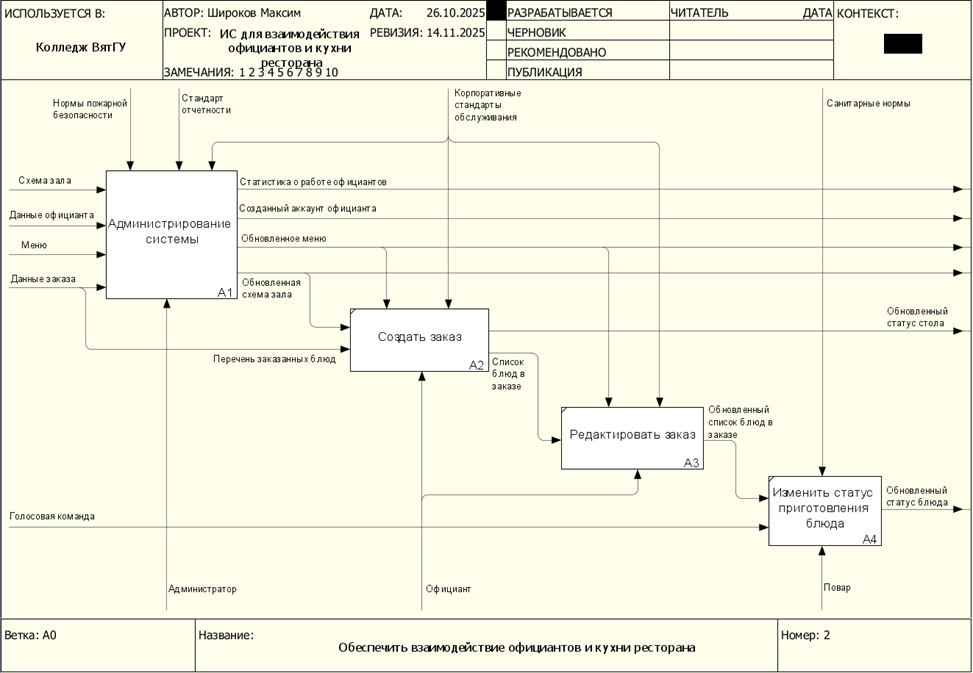 ИСПОЛЬЗУЕТСЯ В:
Колледж ВятГУ
АВТОР: Широков Максим
ДАТА: 26.10.2025
ПРОЕКТ: ИС для взаимодействия
официантов и кухни
ресторана
РЕВИЗИЯ: 14.11.2025
ЗАМЕЧАНИЯ: 1 2 3 4 5 6 7 8 9 10
РАЗРАБАТЫВАЕТСЯ
ЧЕРНОВИК
РЕКОМЕНДОВАНО
ПУБЛИКАЦИЯ
ЧИТАТЕЛЬ
ДАТА
КОНТЕКСТ:
Нормы пожарной
безопасности
Стандарт
отчетности
Корпоративные
стандарты
обслуживания
Санитарные нормы
Схема зала
Данные официанта
Меню
Данные заказа
Администрирование
системы
A1
Статистика о работе официантов
Созданный аккаунт официанта
Обновленное меню
Обновленная
схема зала
Перечень заказанных блюд
Создать заказ
A2
Обновленный
статус стола
Список
блюд в
заказе
Редактировать заказ
A3
Обновленный
список блюд в
заказе
Изменить статус
приготовления
блюда
A4
Обновленный
статус блюда
Голосовая команда
Администратор
Официант
Повар
Ветка: A0
Название:
Обеспечить взаимодействие официантов и кухни ресторана
Номер: 2